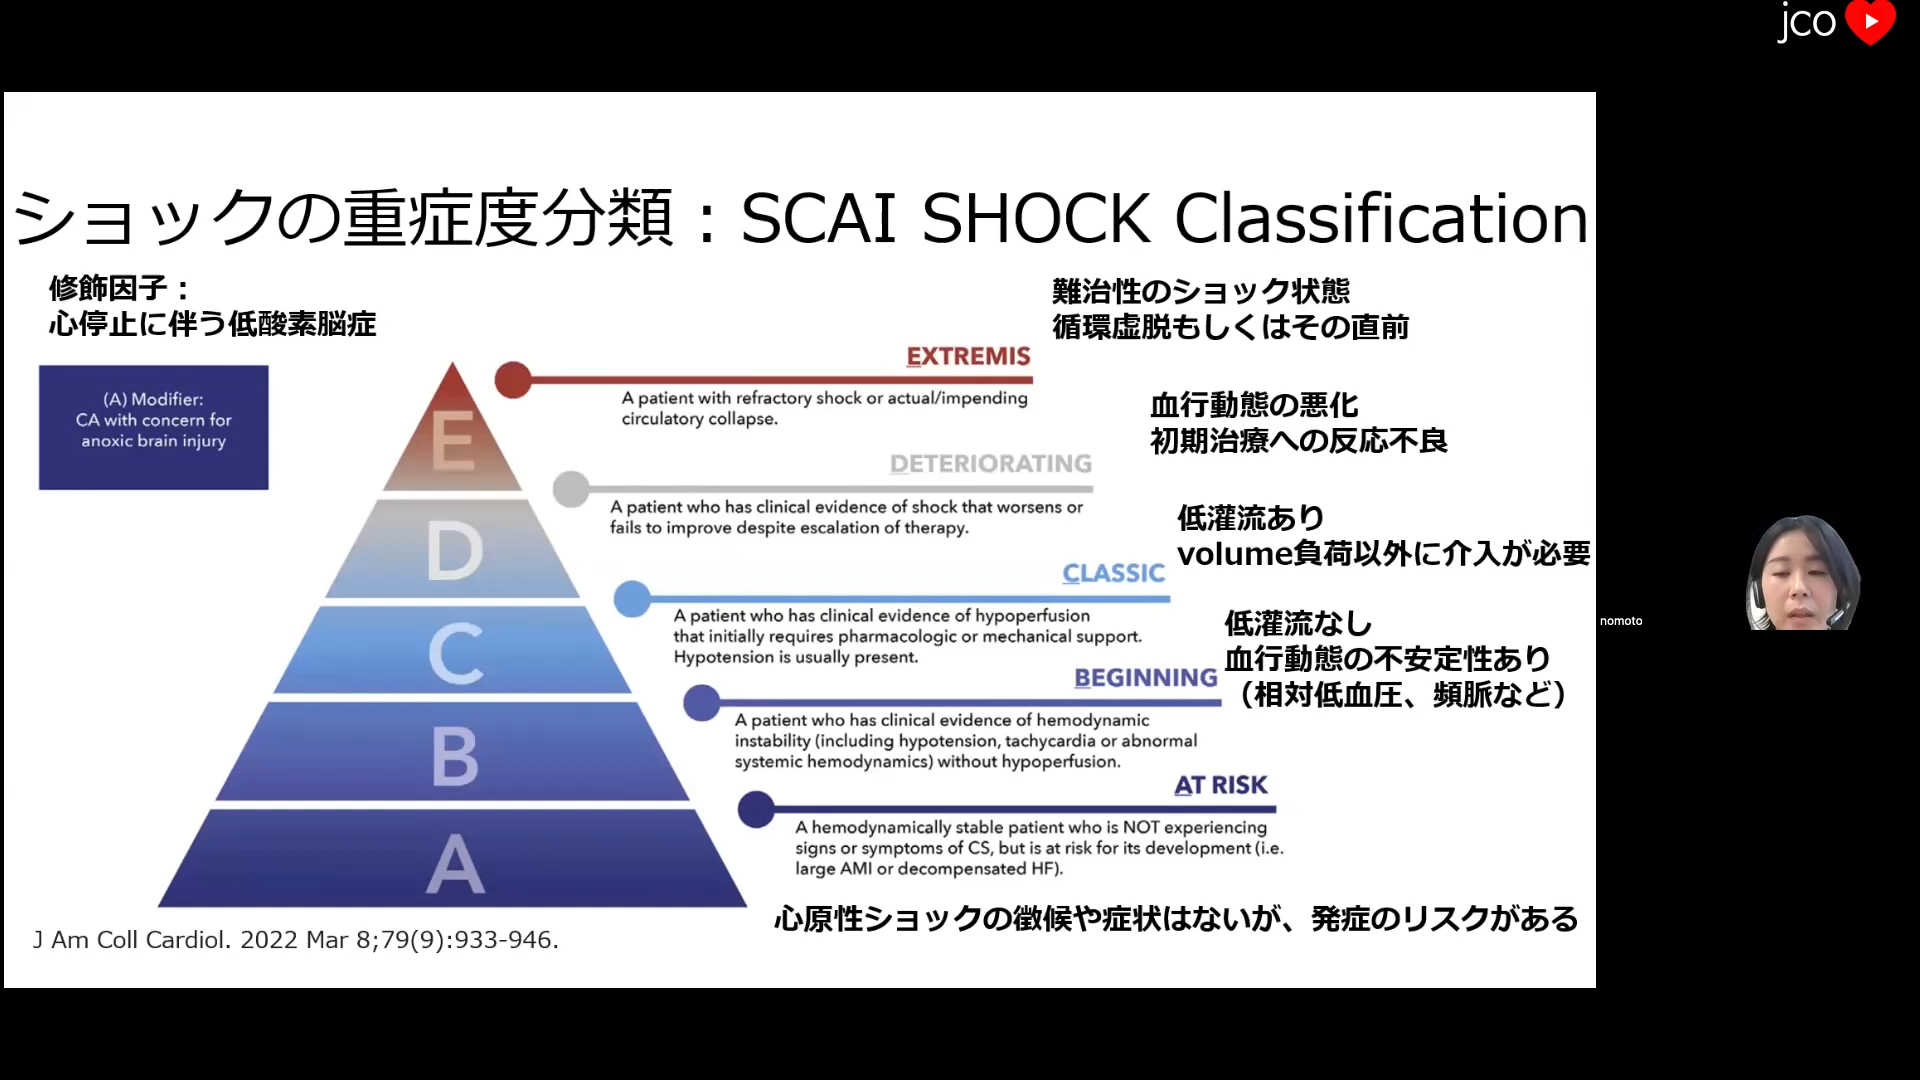 jco
ショックの重症度分類：SCAI SHOCK Classification
修飾因子：
心停止に伴う低酸素脳症
(A) Modifier:
CA with concern for
anoxic brain injury
E
D
C
B
A
EXTREMIS
A patient with refractory shock or actual/impending
circulatory collapse.
難治性のショック状態
循環虚脱もしくはその直前
DETERIORATING
A patient who has clinical evidence of shock that worsens or
fails to improve despite escalation of therapy.
血行動態の悪化
初期治療への反応不良
CLASSIC
A patient who has clinical evidence of hypoperfusion
that initially requires pharmacologic or mechanical support.
Hypotension is usually present.
低灌流あり
volume負荷以外に介入が必要
BEGINNING
A patient who has clinical evidence of hemodynamic
instability (including hypotension, tachycardia or abnormal
systemic hemodynamics) without hypoperfusion.
低灌流なし
血行動態の不安定性あり
（相対低血圧、頻脈など）
AT RISK
A hemodynamically stable patient who is NOT experiencing
signs or symptoms of CS, but is at risk for its development (i.e.
large AMI or decompensated HF).
心原性ショックの徴候や症状はないが、発症のリスクがある
J Am Coll Cardiol. 2022 Mar 8;79(9):933-946.
nomoto